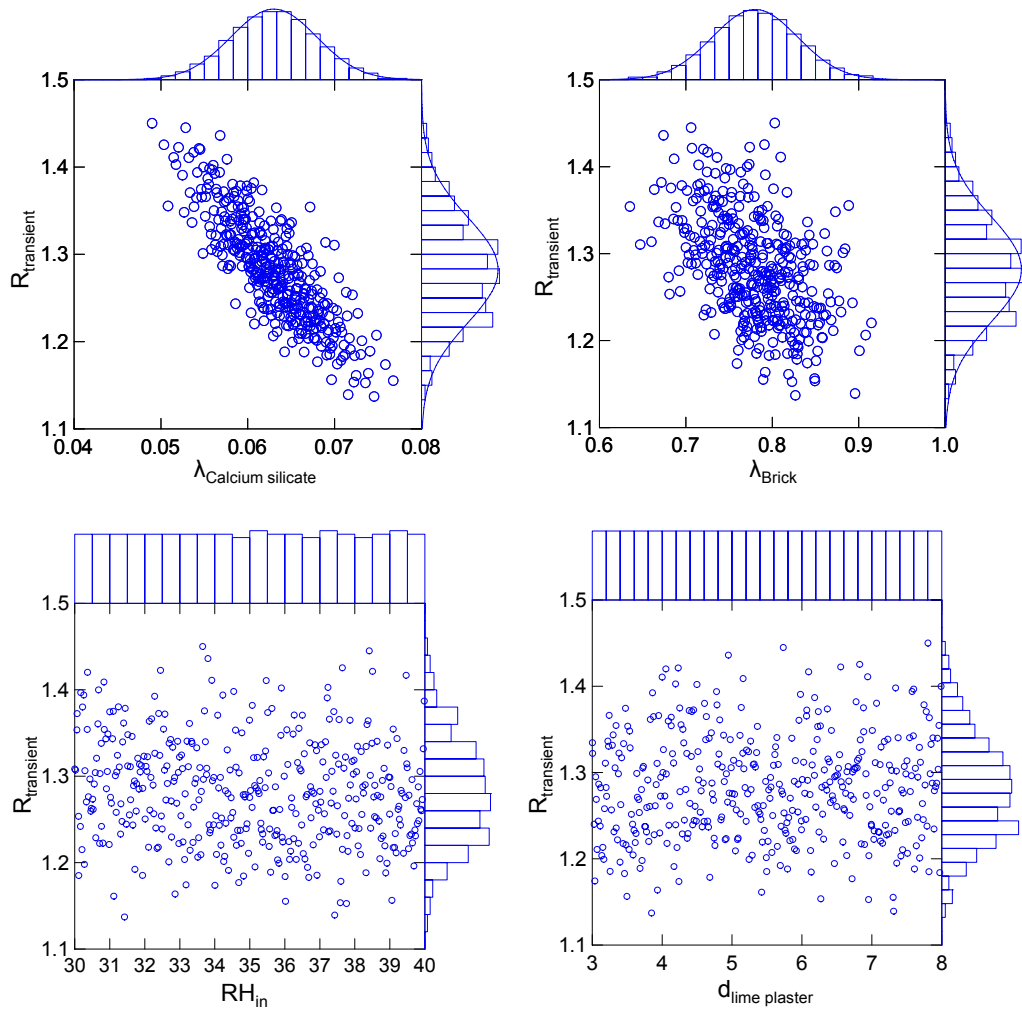 1.5
1.4
1.3
1.2
1.1
R_transient
0.04 0.05 0.06 0.07 0.08
λ_Calcium silicate
1.5
1.4
1.3
1.2
1.1
R_transient
0.6 0.7 0.8 0.9 1.0
λ_Brick
1.5
1.4
1.3
1.2
1.1
R_transient
30 31 32 33 34 35 36 37 38 39 40
RH_in
1.5
1.4
1.3
1.2
1.1
R_transient
3 4 5 6 7 8
d_lime plaster